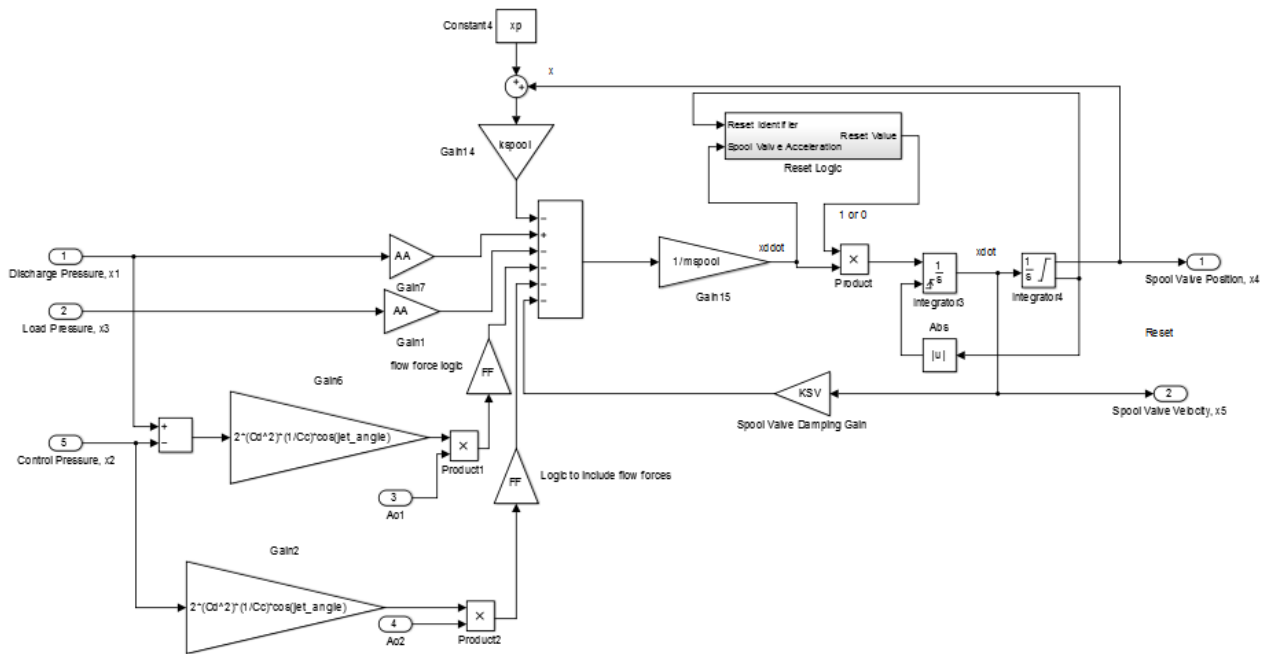 Constant4
xp
x
kspool
Gain14
Reset Identifier
Reset Value
Spool Valve Acceleration
Reset Logic
1 or 0
1
Discharge Pressure, x1
AA
Gain7
2
Load Pressure, x3
AA
Gain1
1/mspool
Gain15
xddot
×
Product
1
s
Integrator3
xdot
1
s
Integrator4
1
Spool Valve Position, x4
Abs
|u|
Reset
flow force logic
FF
KSV
Spool Valve Damping Gain
2
Spool Valve Velocity, x5
Gain6
2*(Cd^2)*(1/Cc)*cos(jet_angle)
5
Control Pressure, x2
×
Product1
3
Ao1
FF
Logic to include flow forces
Gain2
2*(Cd^2)*(1/Cc)*cos(jet_angle)
×
Product2
4
Ao2